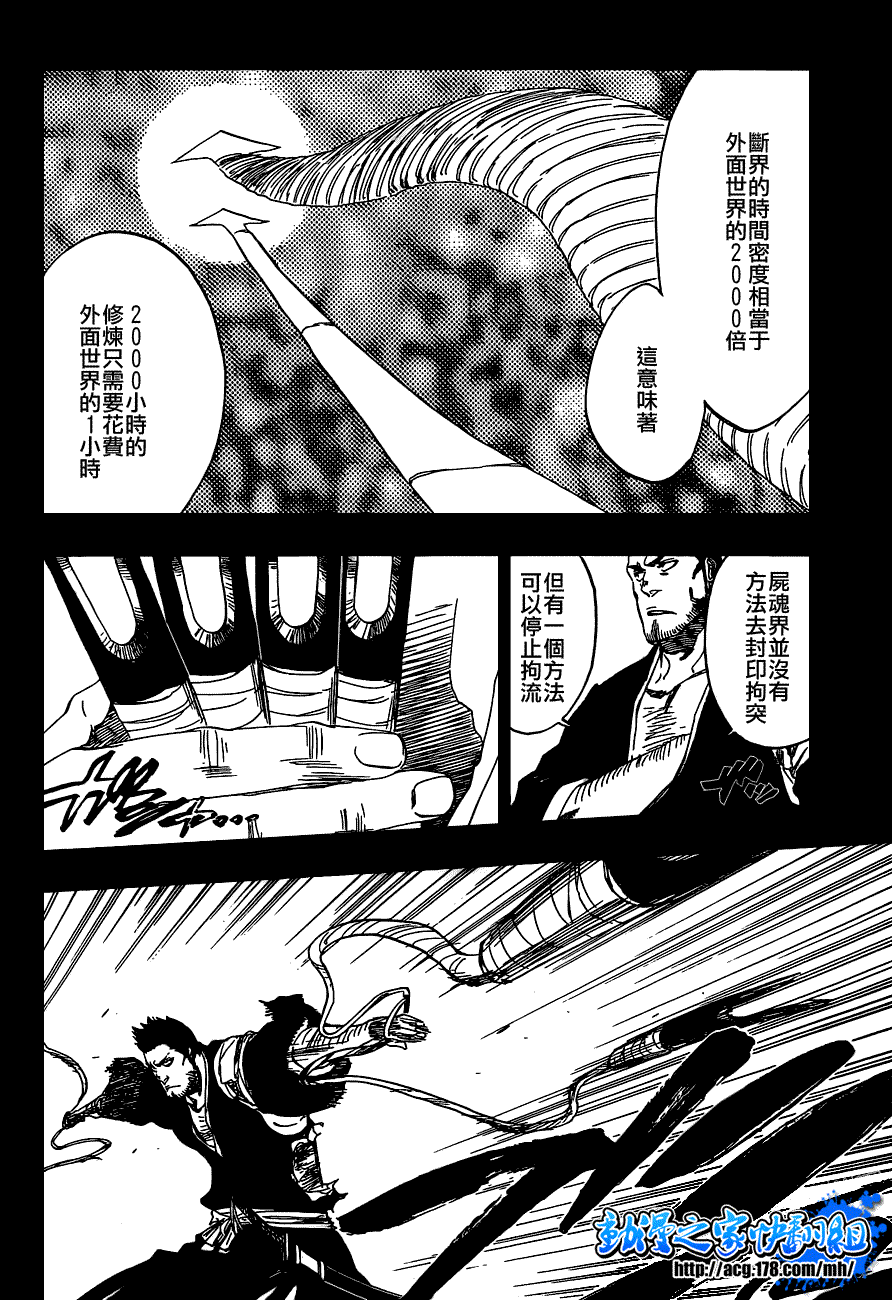 斷界的時間密度相當于
外面世界的2000倍
這意味著
2000小時的
修煉只需要花費
外面世界的1小時
屍魂界並沒有
方法去封印拘突
但有一個方法
可以停止拘流
動漫之家快翻組
http://acg.178.com/mh/